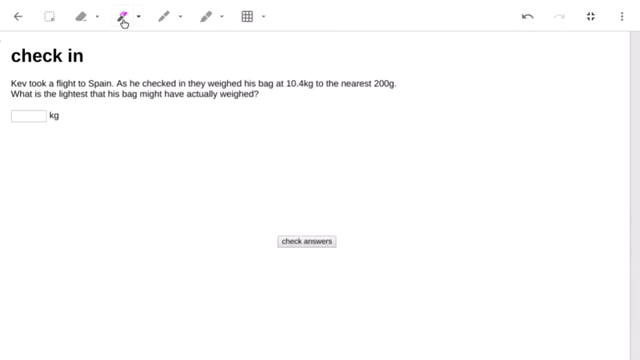 check in
Kev took a flight to Spain. As he checked in they weighed his bag at 10.4kg to the nearest 200g.
What is the lightest that his bag might have actually weighed?
kg
check answers